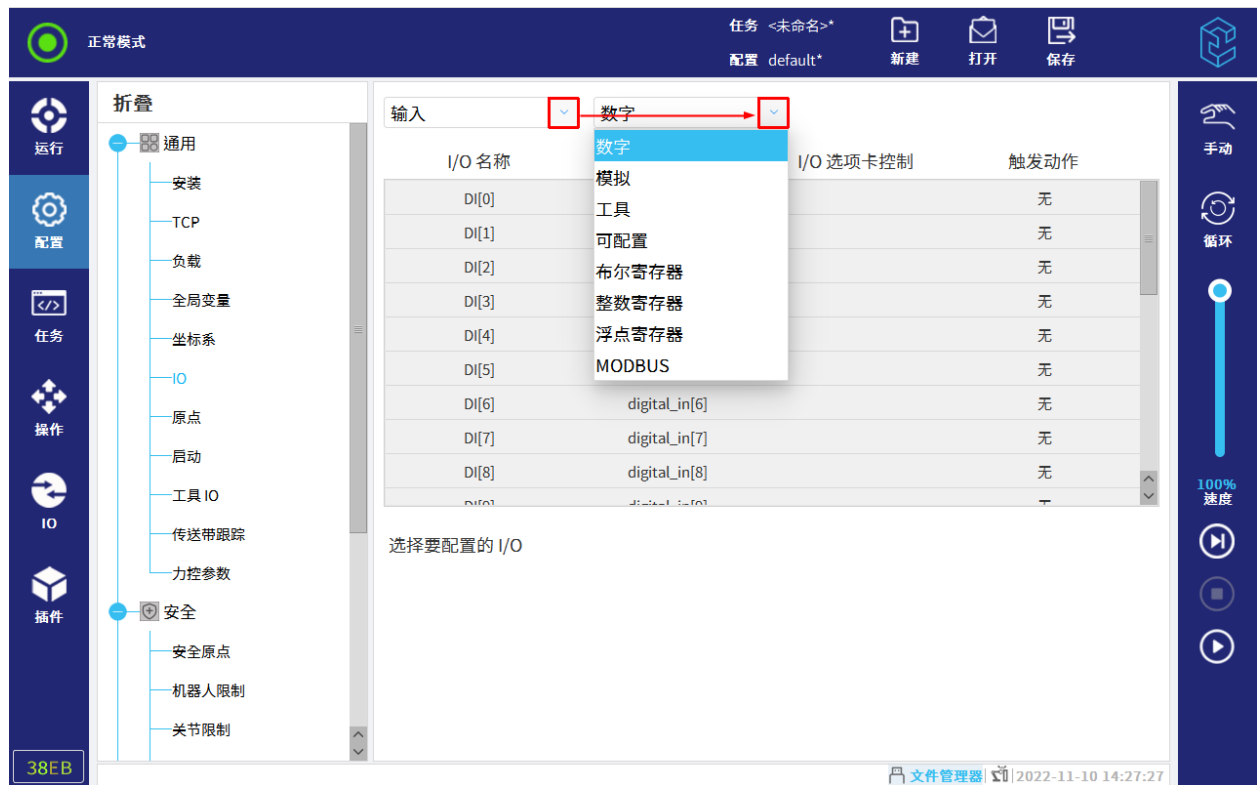 正常模式
任务 <未命名>*
配置 default*
新建
打开
保存
运行
配置
任务
操作
IO
插件
38EB
折叠
通用
安装
TCP
负载
全局变量
坐标系
IO
原点
启动
工具 IO
传送带跟踪
力控参数
安全
安全原点
机器人限制
关节限制
输入
数字
数字
模拟
工具
可配置
布尔寄存器
整数寄存器
浮点寄存器
MODBUS
I/O 名称 I/O 选项卡控制 触发动作
DI[0] 无
DI[1] 无
DI[2] 无
DI[3] 无
DI[4] 无
DI[5] 无
DI[6] digital_in[6] 无
DI[7] digital_in[7] 无
DI[8] digital_in[8] 无
选择要配置的 I/O
手动
循环
100%
速度
文件管理器
2022-11-10 14:27:27